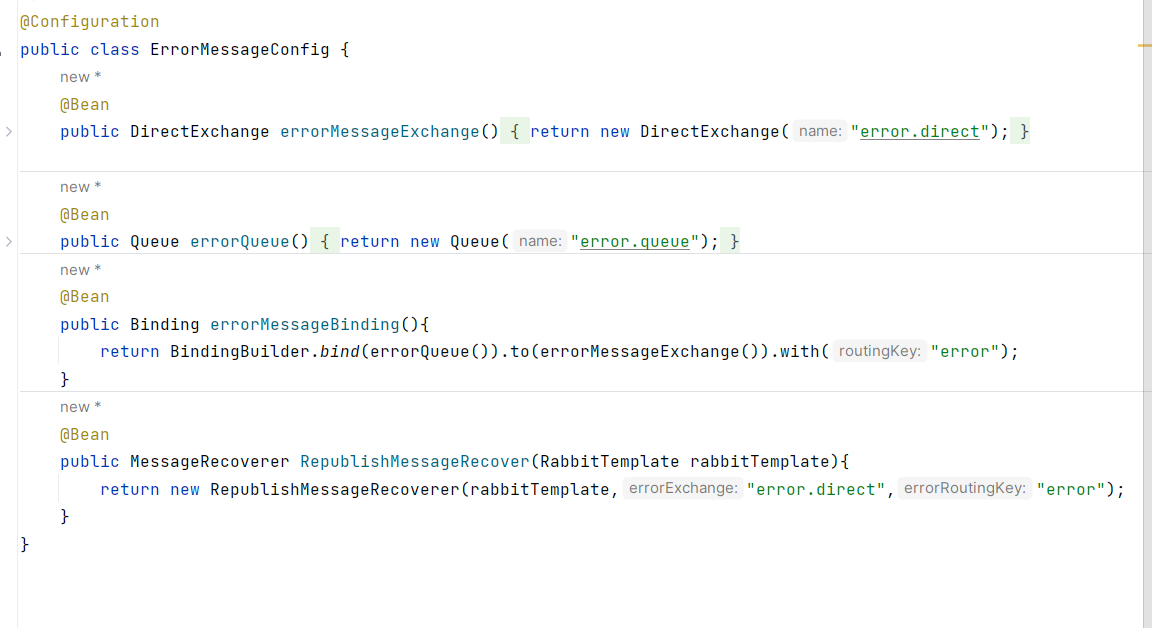 @Configuration
public class ErrorMessageConfig {
new *
@Bean
public DirectExchange errorMessageExchange() { return new DirectExchange( name: "error.direct"); }
new *
@Bean
public Queue errorQueue() { return new Queue( name: "error.queue"); }
new *
@Bean
public Binding errorMessageBinding(){
return BindingBuilder.bind(errorQueue()).to(errorMessageExchange()).with( routingKey: "error");
}
new *
@Bean
public MessageRecoverer RepublishMessageRecover(RabbitTemplate rabbitTemplate){
return new RepublishMessageRecoverer(rabbitTemplate, errorExchange: "error.direct", errorRoutingKey: "error");
}
}